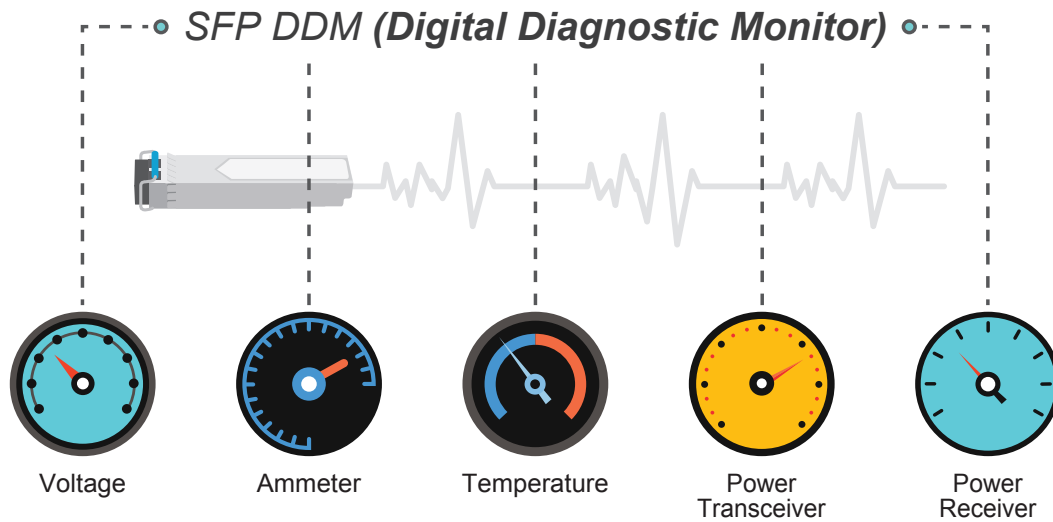 SFP DDM (Digital Diagnostic Monitor)
Voltage
Ammeter
Temperature
Power
Transceiver
Power
Receiver